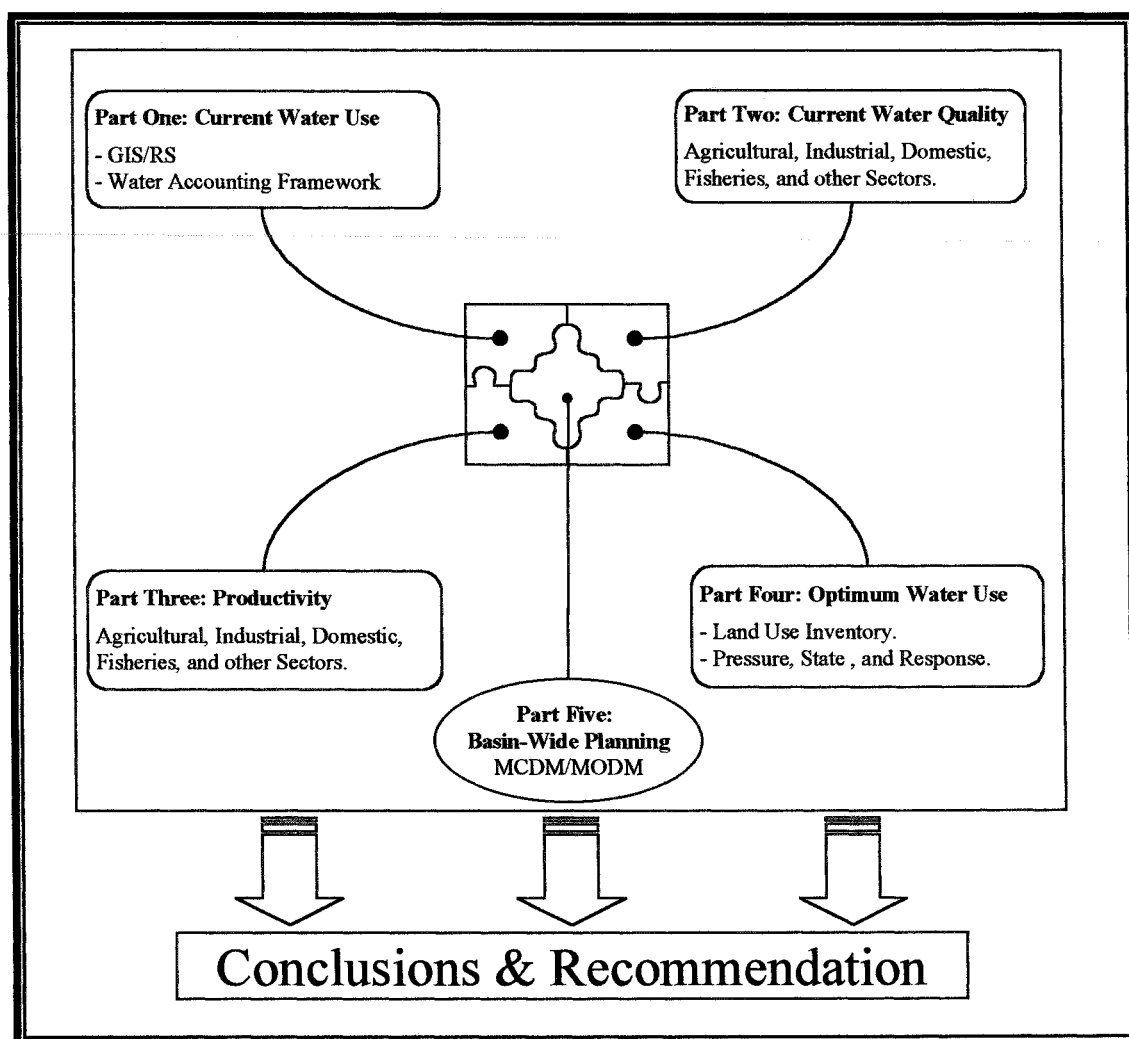 Part One: Current Water Use
- GIS/RS
- Water Accounting Framework
Part Two: Current Water Quality
Agricultural, Industrial, Domestic,
Fisheries, and other Sectors.
Part Three: Productivity
Agricultural, Industrial, Domestic,
Fisheries, and other Sectors.
Part Four: Optimum Water Use
- Land Use Inventory.
- Pressure, State , and Response.
Part Five:
Basin-Wide Planning
MCDM/MODM
Conclusions & Recommendation